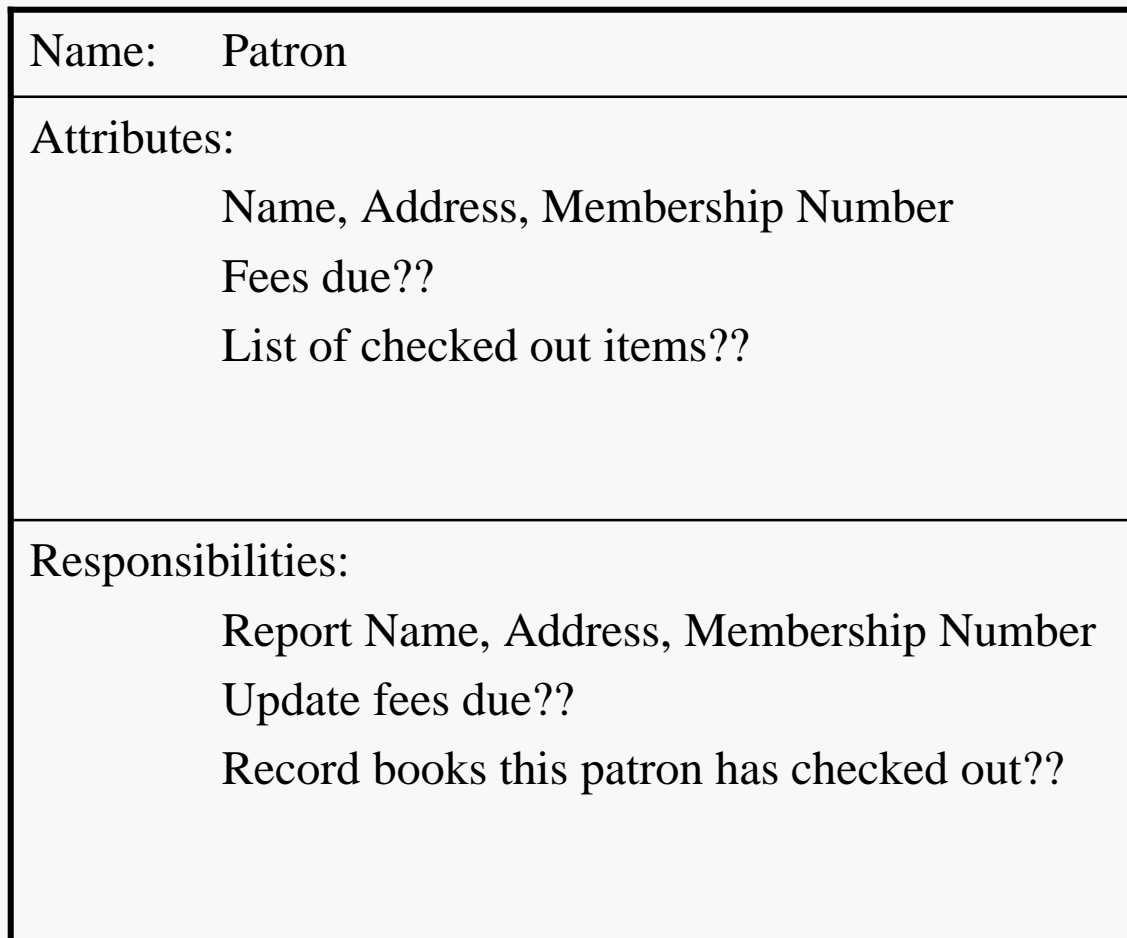 Name: Patron
Attributes:
Name, Address, Membership Number
Fees due??
List of checked out items??
Responsibilities:
Report Name, Address, Membership Number
Update fees due??
Record books this patron has checked out??